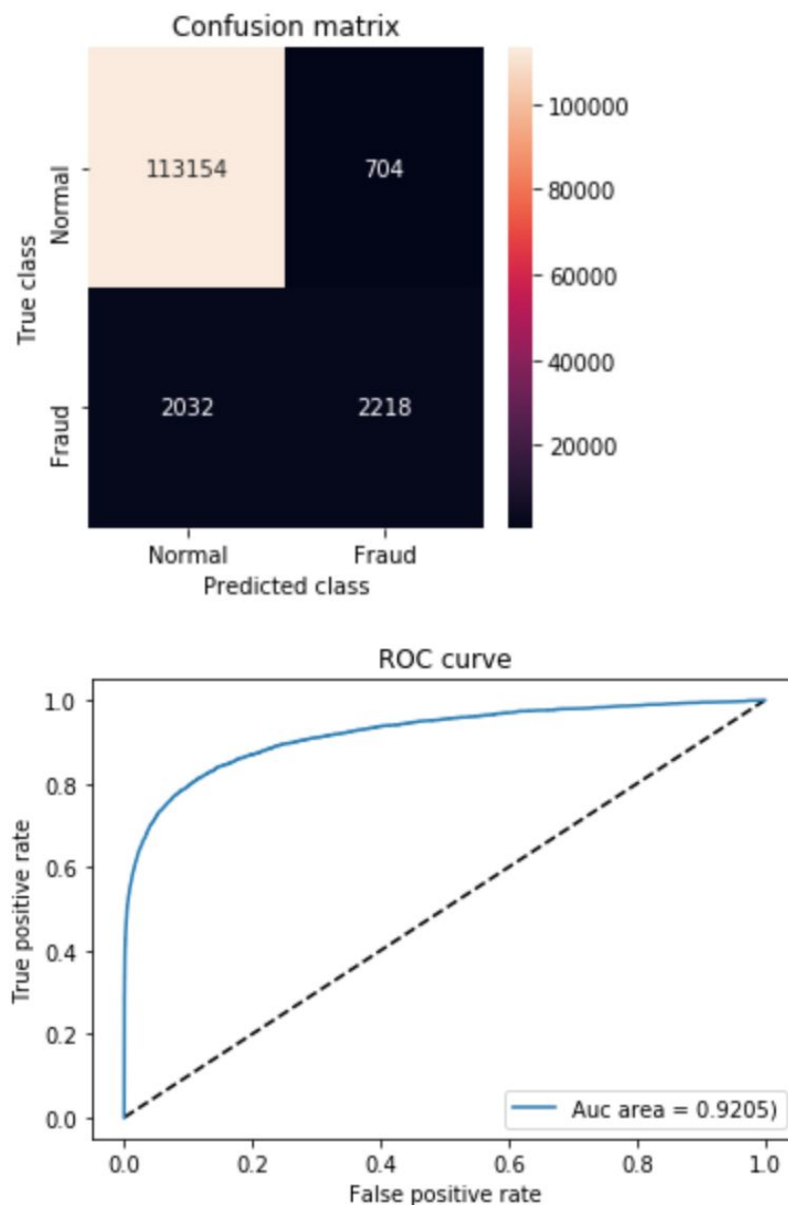 Confusion matrix
Normal
Fraud
True class
113154
704
2032
2218
100000
80000
60000
40000
20000
Normal
Fraud
Predicted class
ROC curve
1.0
0.8
0.6
0.4
0.2
0.0
True positive rate
Auc area = 0.9205)
0.0
0.2
0.4
0.6
0.8
1.0
False positive rate